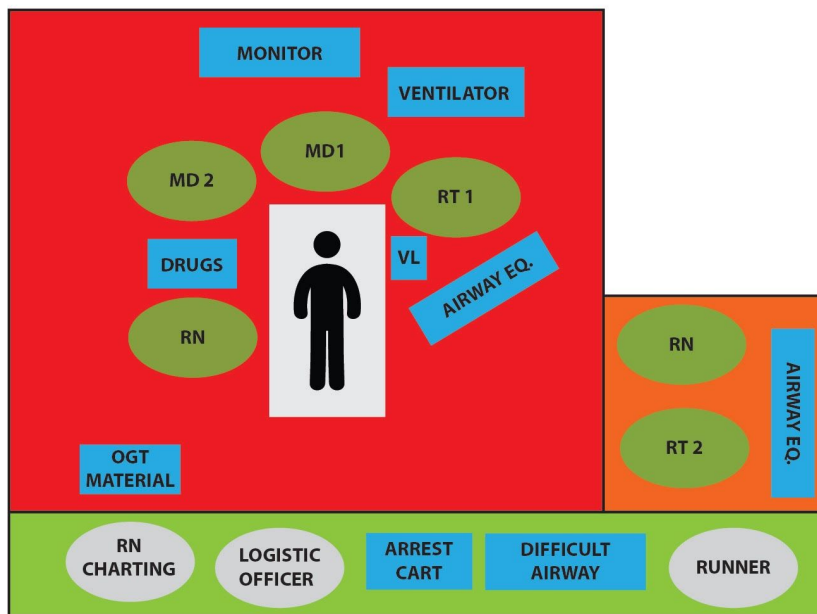 MONITOR
VENTILATOR
MD1
MD 2
RT 1
VL
DRUGS
AIRWAY EQ.
RN
RN
RT 2
AIRWAY EQ.
OGT
MATERIAL
RN
CHARTING
LOGISTIC
OFFICER
ARREST
CART
DIFFICULT
AIRWAY
RUNNER